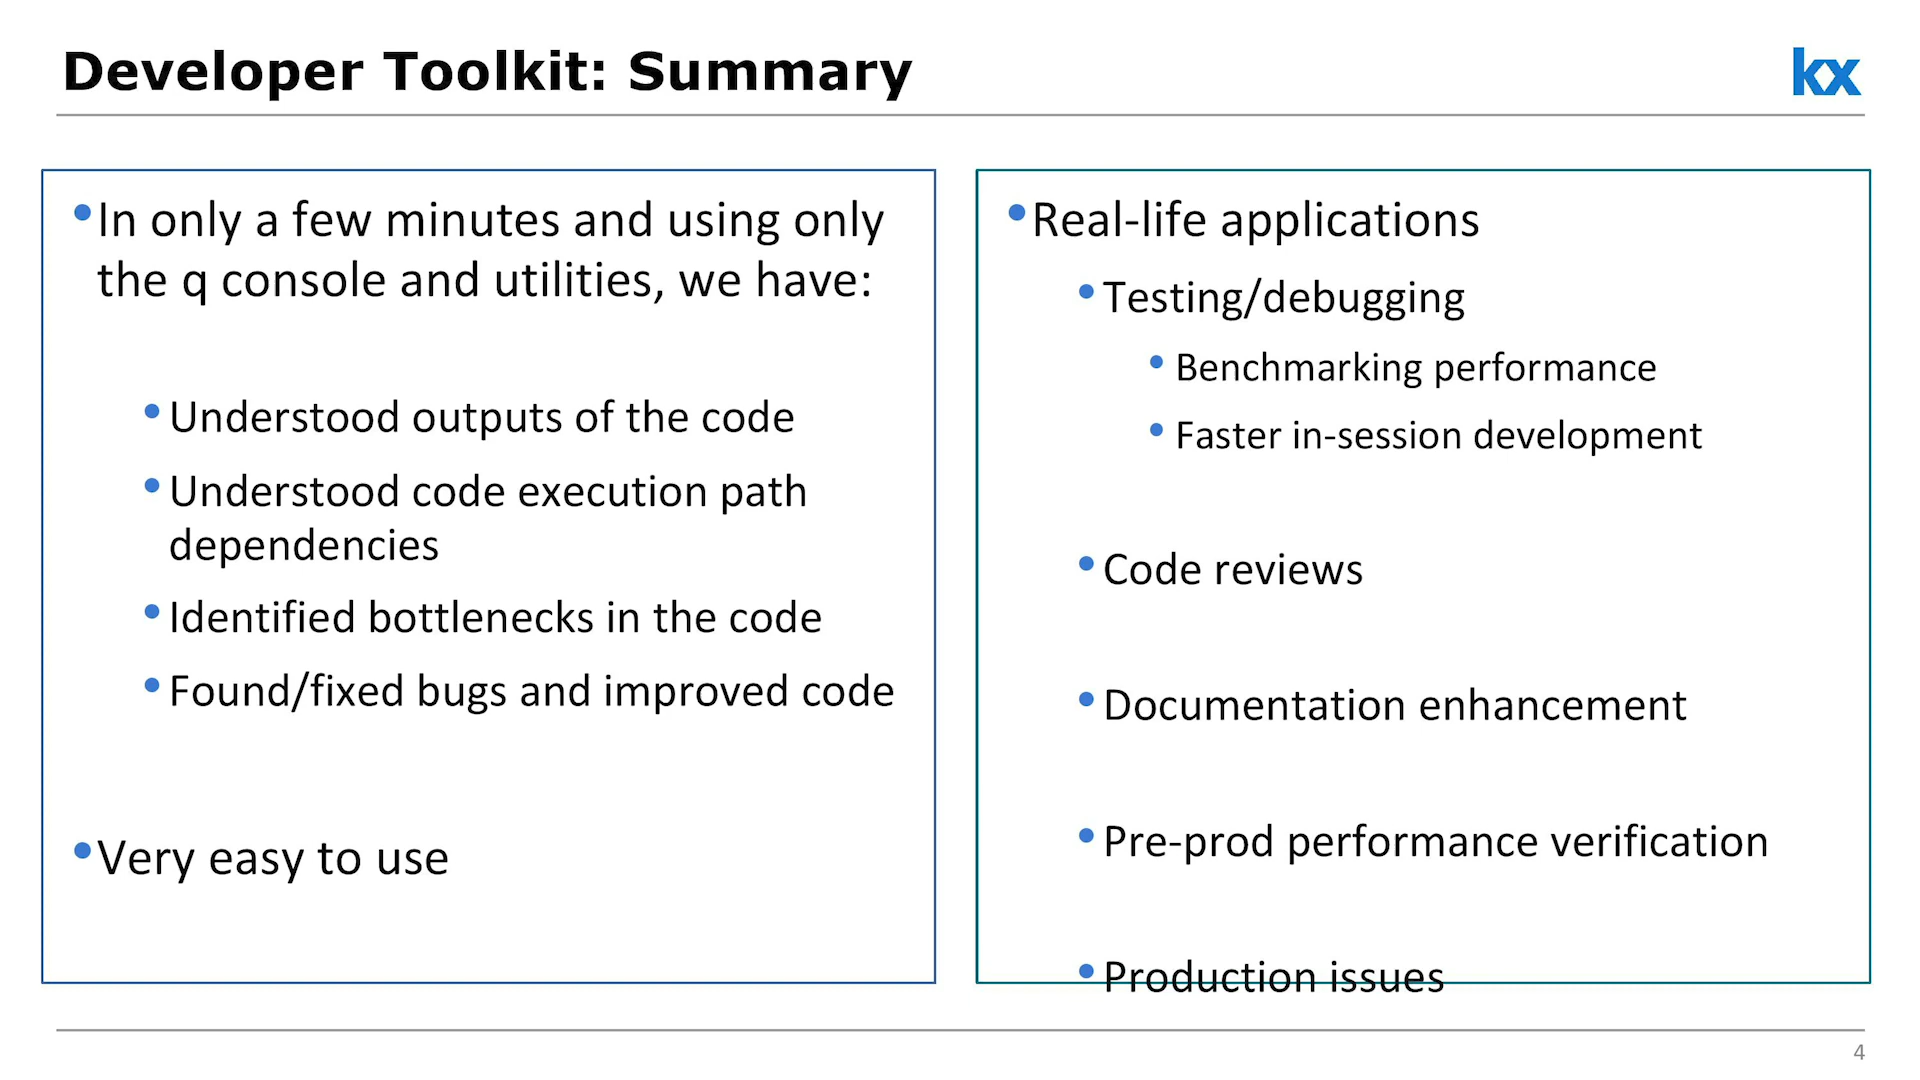 Developer Toolkit: Summary
kx
•In only a few minutes and using only
the q console and utilities, we have:
•Understood outputs of the code
•Understood code execution path
dependencies
•Identified bottlenecks in the code
•Found/fixed bugs and improved code
•Very easy to use
•Real-life applications
•Testing/debugging
•Benchmarking performance
•Faster in-session development
•Code reviews
•Documentation enhancement
•Pre-prod performance verification
•Production issues
4